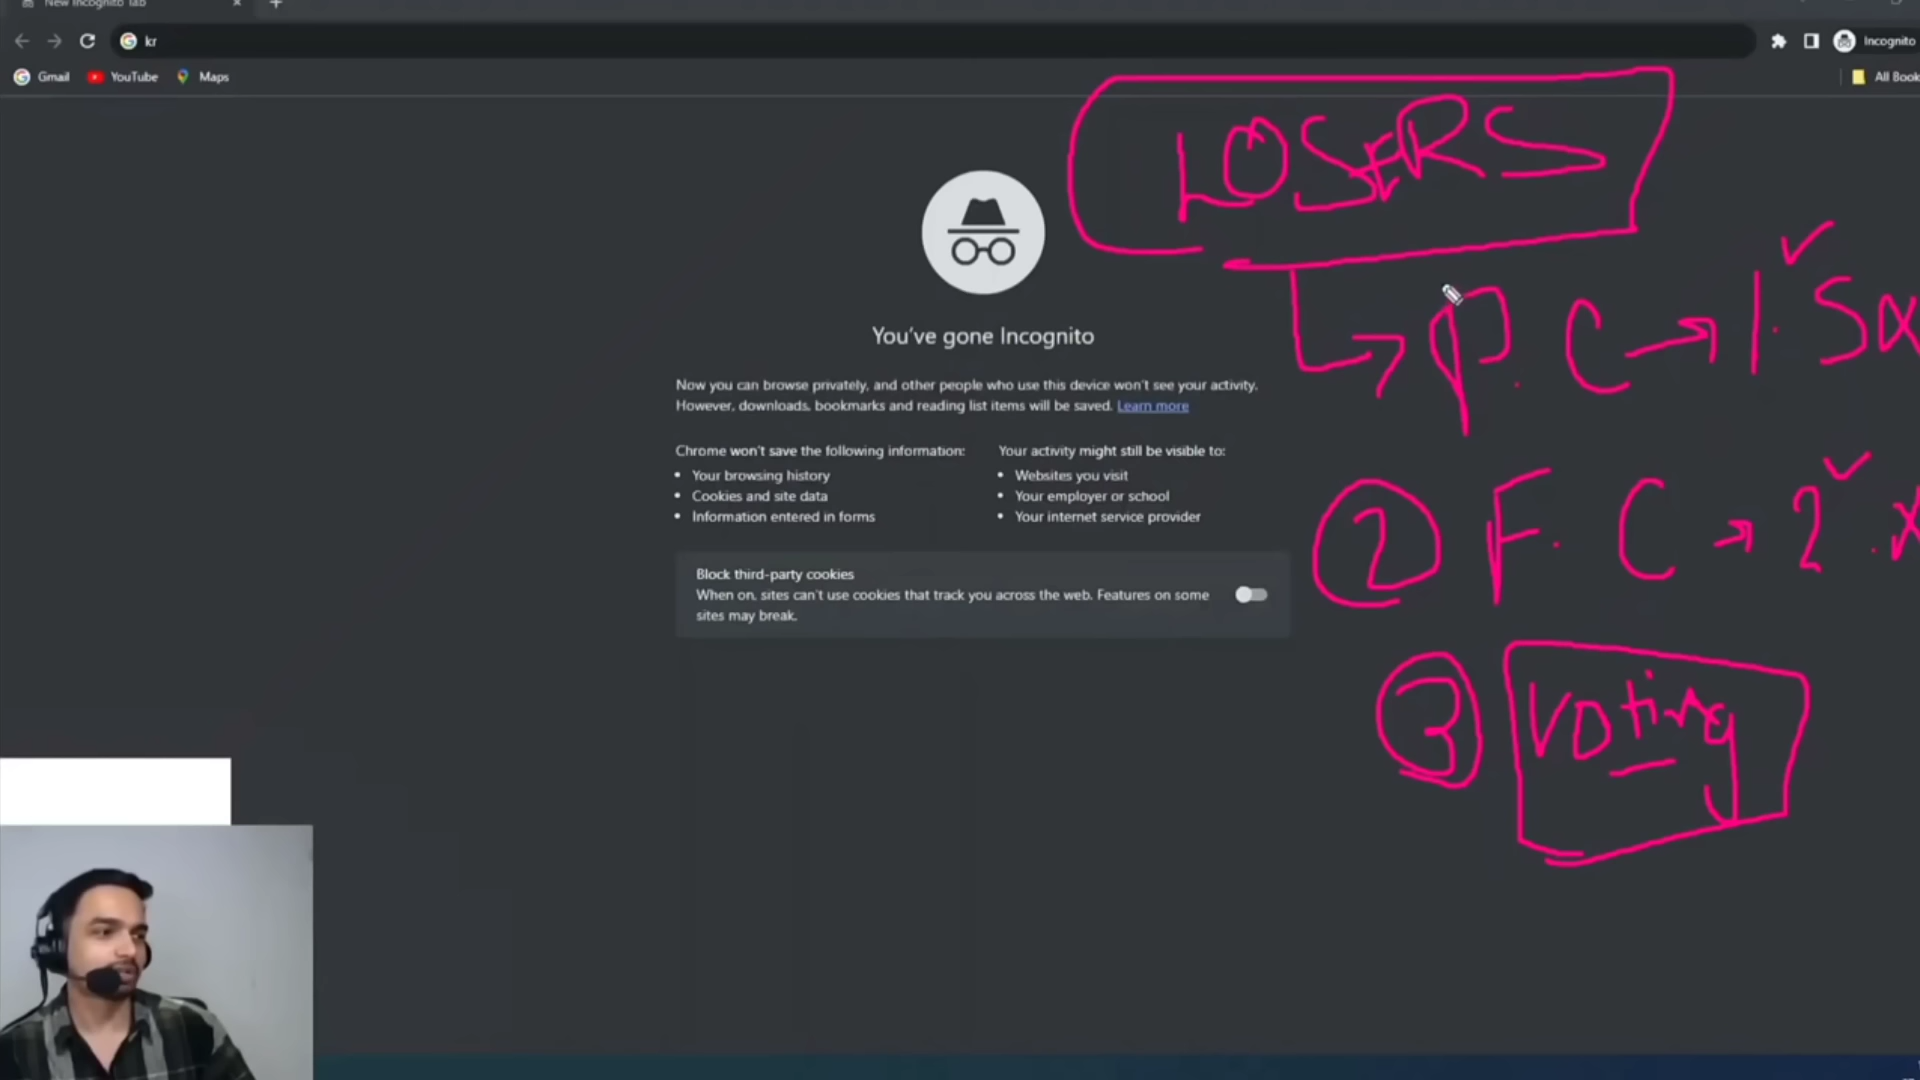 New Incognito Tab
kr
Incognito
Gmail YouTube Maps
All Book
LOSERS
P. C → 1.5x
② F. C → 2.x
③ Voting
You've gone Incognito
Now you can browse privately, and other people who use this device won't see your activity.
However, downloads, bookmarks and reading list items will be saved. Learn more
Chrome won't save the following information:
• Your browsing history
• Cookies and site data
• Information entered in forms
Your activity might still be visible to:
• Websites you visit
• Your employer or school
• Your internet service provider
Block third-party cookies
When on, sites can't use cookies that track you across the web. Features on some
sites may break.